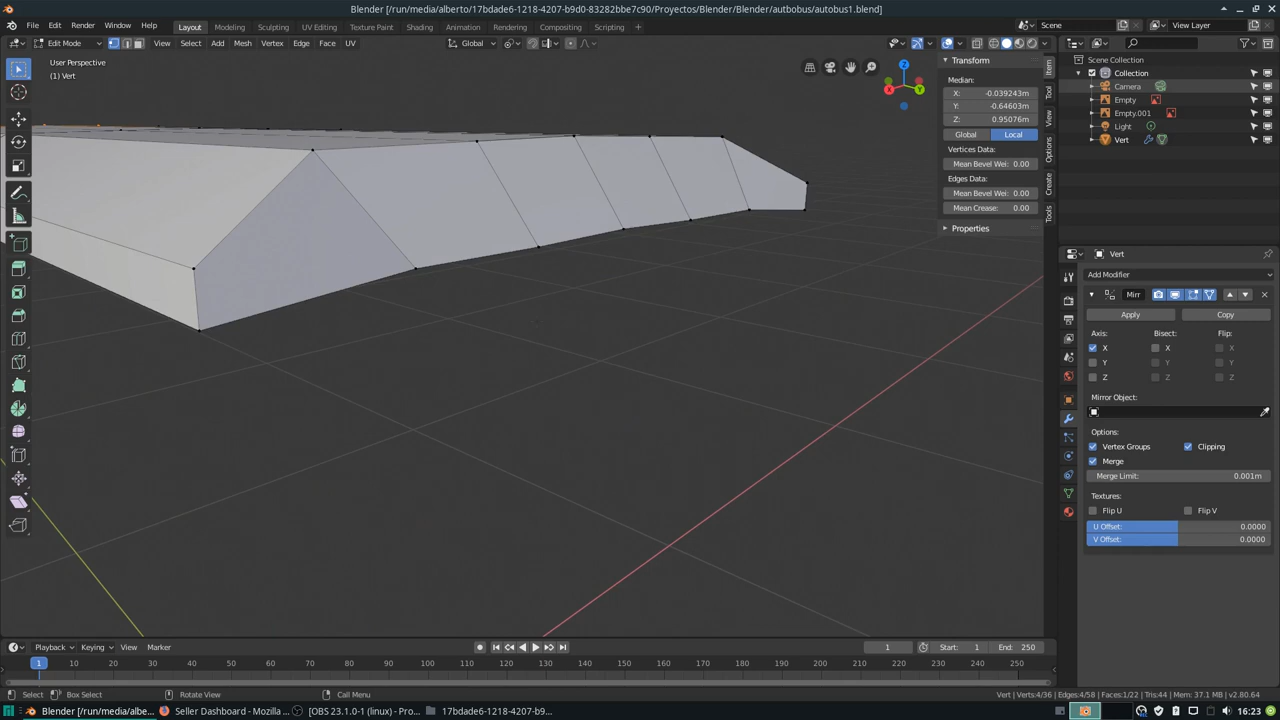 Blender [/run/media/alberto/17bdade6-1218-4207-b9d0-83282bbe7c90/Proyectos/Blender/autbobus/autobus1.blend]
File Edit Render Window Help Layout Modeling Sculpting UV Editing Texture Paint Shading Animation Rendering Compositing Scripting + Scene View Layer
Edit Mode View Select Add Mesh Vertex Edge Face UV Global
User Perspective
(1) Vert
Transform
Median:
X: -0.039243m
Y: -0.64603m
Z: 0.95076m
Global Local
Vertices Data:
Mean Bevel Wei: 0.00
Edges Data:
Mean Bevel Wei: 0.00
Mean Crease: 0.00
Properties
Item
Tool
View
Options
Create
Tools
Z
X
Y
Scene Collection
Collection
Camera
Empty
Empty.001
Light
Vert
Vert
Add Modifier
Mirr
Apply Copy
Axis: Bisect: Flip:
X X X
Y Y Y
Z Z Z
Mirror Object:
Options:
Vertex Groups Clipping
Merge
Merge Limit: 0.001m
Textures:
Flip U Flip V
U Offset: 0.0000
V Offset: 0.0000
Playback Keying View Marker 1 Start: 1 End: 250
1 10 20 30 40 50 60 70 80 90 100 110 120 130 140 150 160 170 180 190 200 210 220 230 240 250
Select Box Select Rotate View Call Menu Vert | Verts:4/36 | Edges:4/58 | Faces:1/22 | Tris:44 | Mem: 37.1 MB | v2.80.64
Blender [/run/media/albe... Seller Dashboard - Mozilla ... [OBS 23.1.0-1 (linux) - Pro... 17bdade6-1218-4207-b9... 16:23